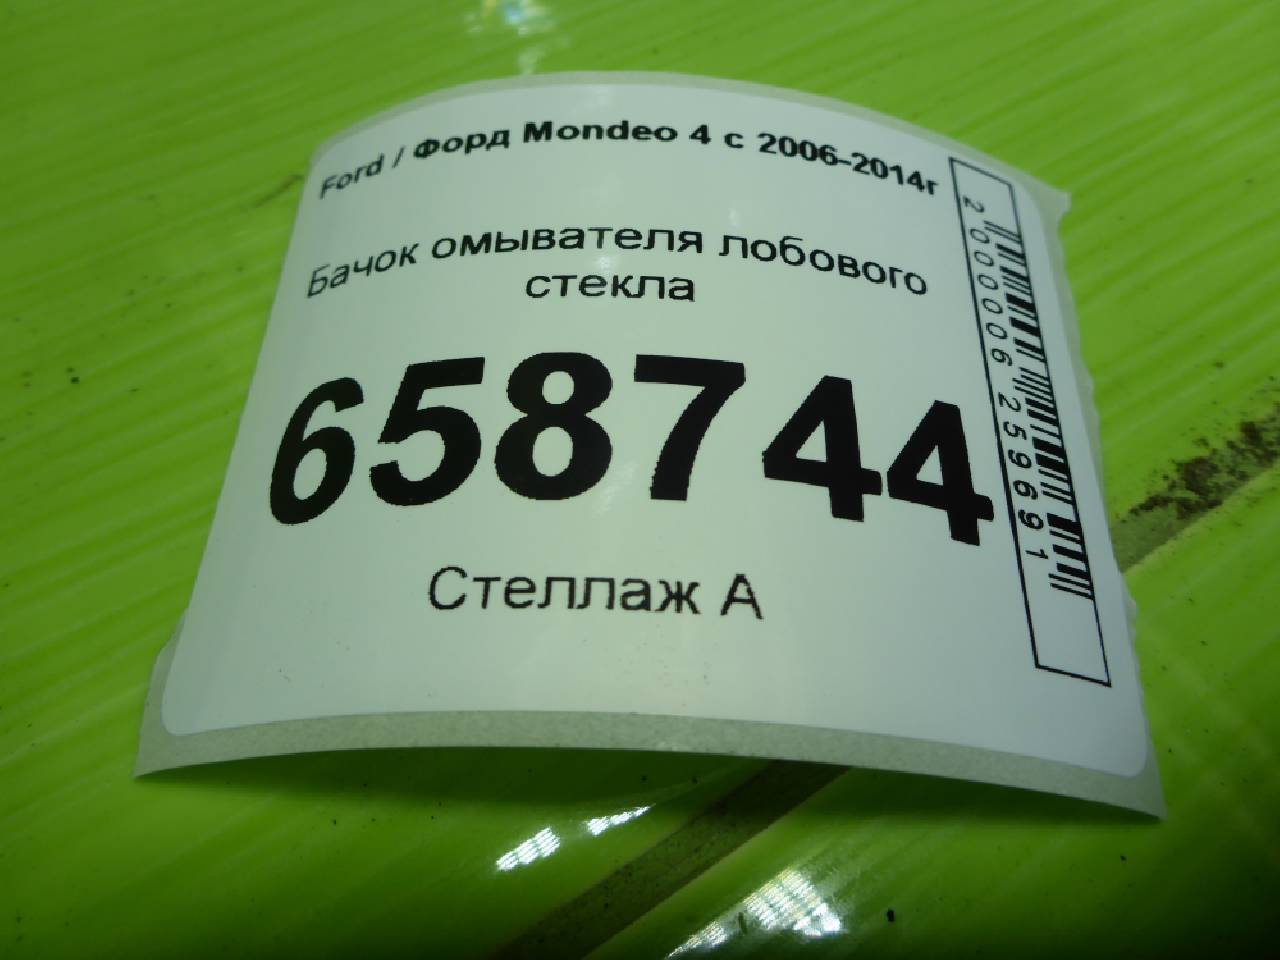 Ford / Форд Mondeo 4 с 2006-2014г
Бачок омывателя лобового
стекла
658744
Стеллаж А
2000006259691